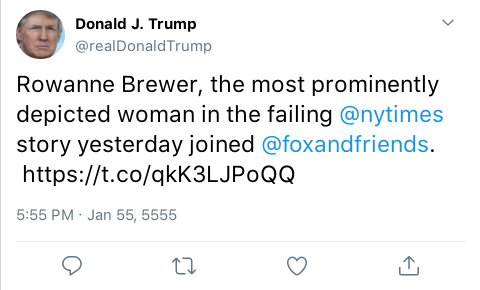 Donald J. Trump
@realDonaldTrump
Rowanne Brewer, the most prominently
depicted woman in the failing @nytimes
story yesterday joined @foxandfriends.
https://t.co/qkK3LJPoQQ
5:55 PM · Jan 55, 5555